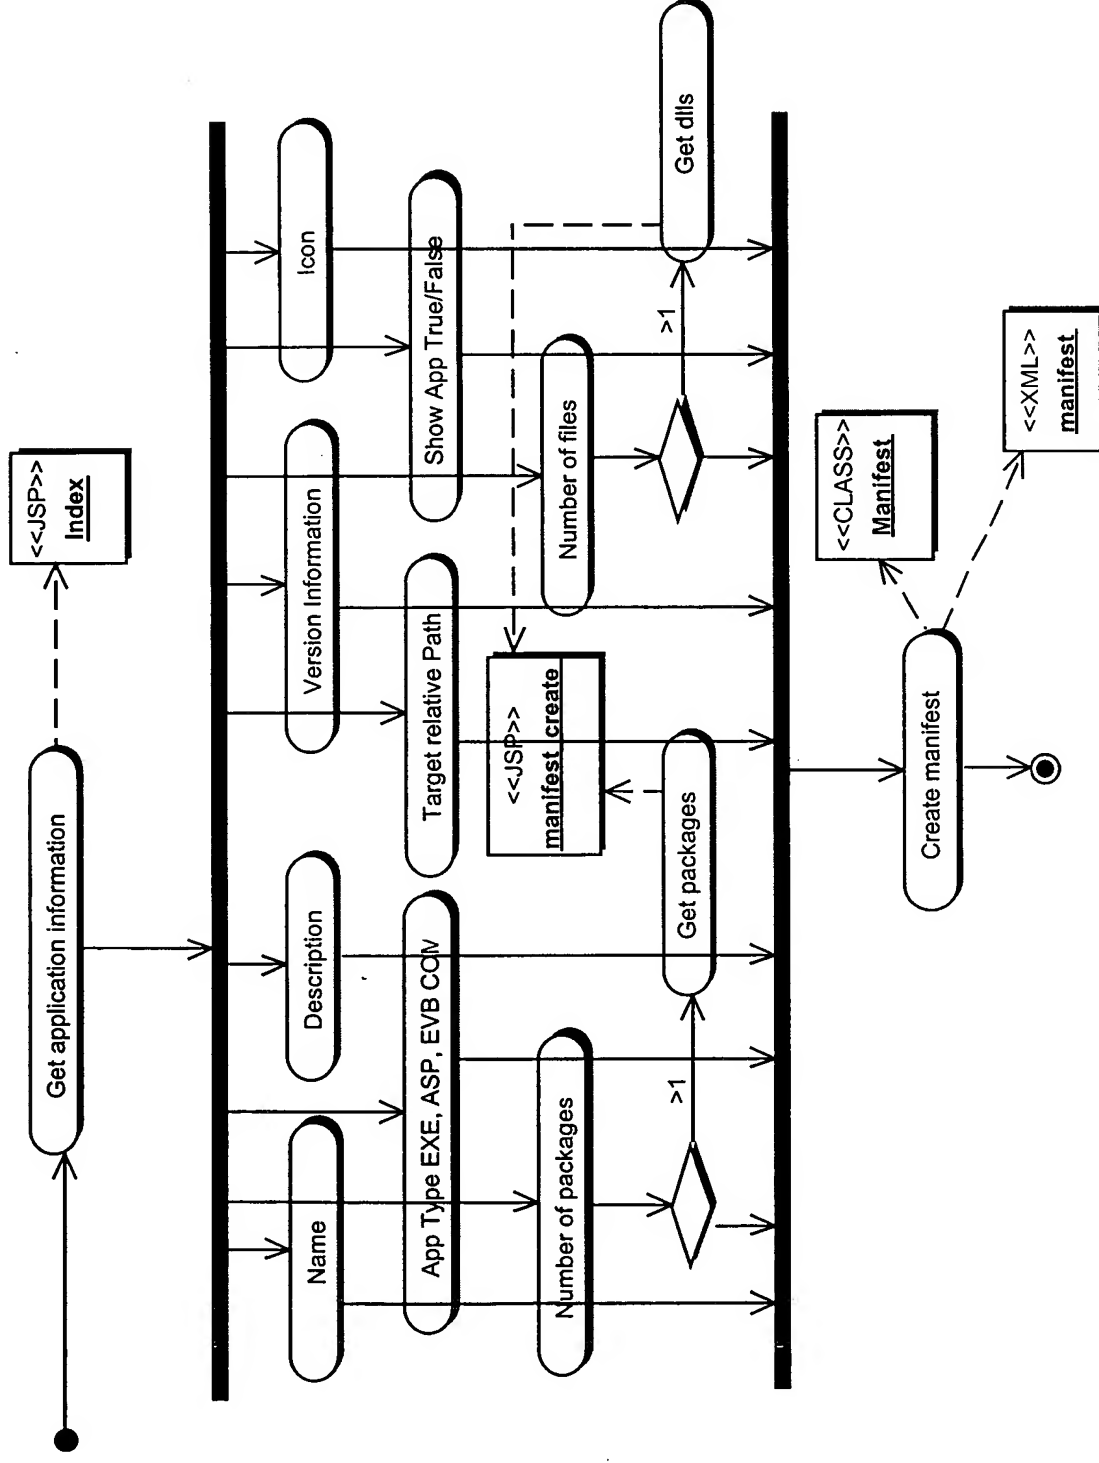 Get application information
<<JSP>>
Index
Name
Description
Version Information
Icon
App Type EXE, ASP, EVB COM
Target relative Path
Show App True/False
<<JSP>>
manifest_create
Number of packages
Number of files
>1
Get packages
>1
Get dlls
Create manifest
<<CLASS>>
Manifest
<<XML>>
manifest